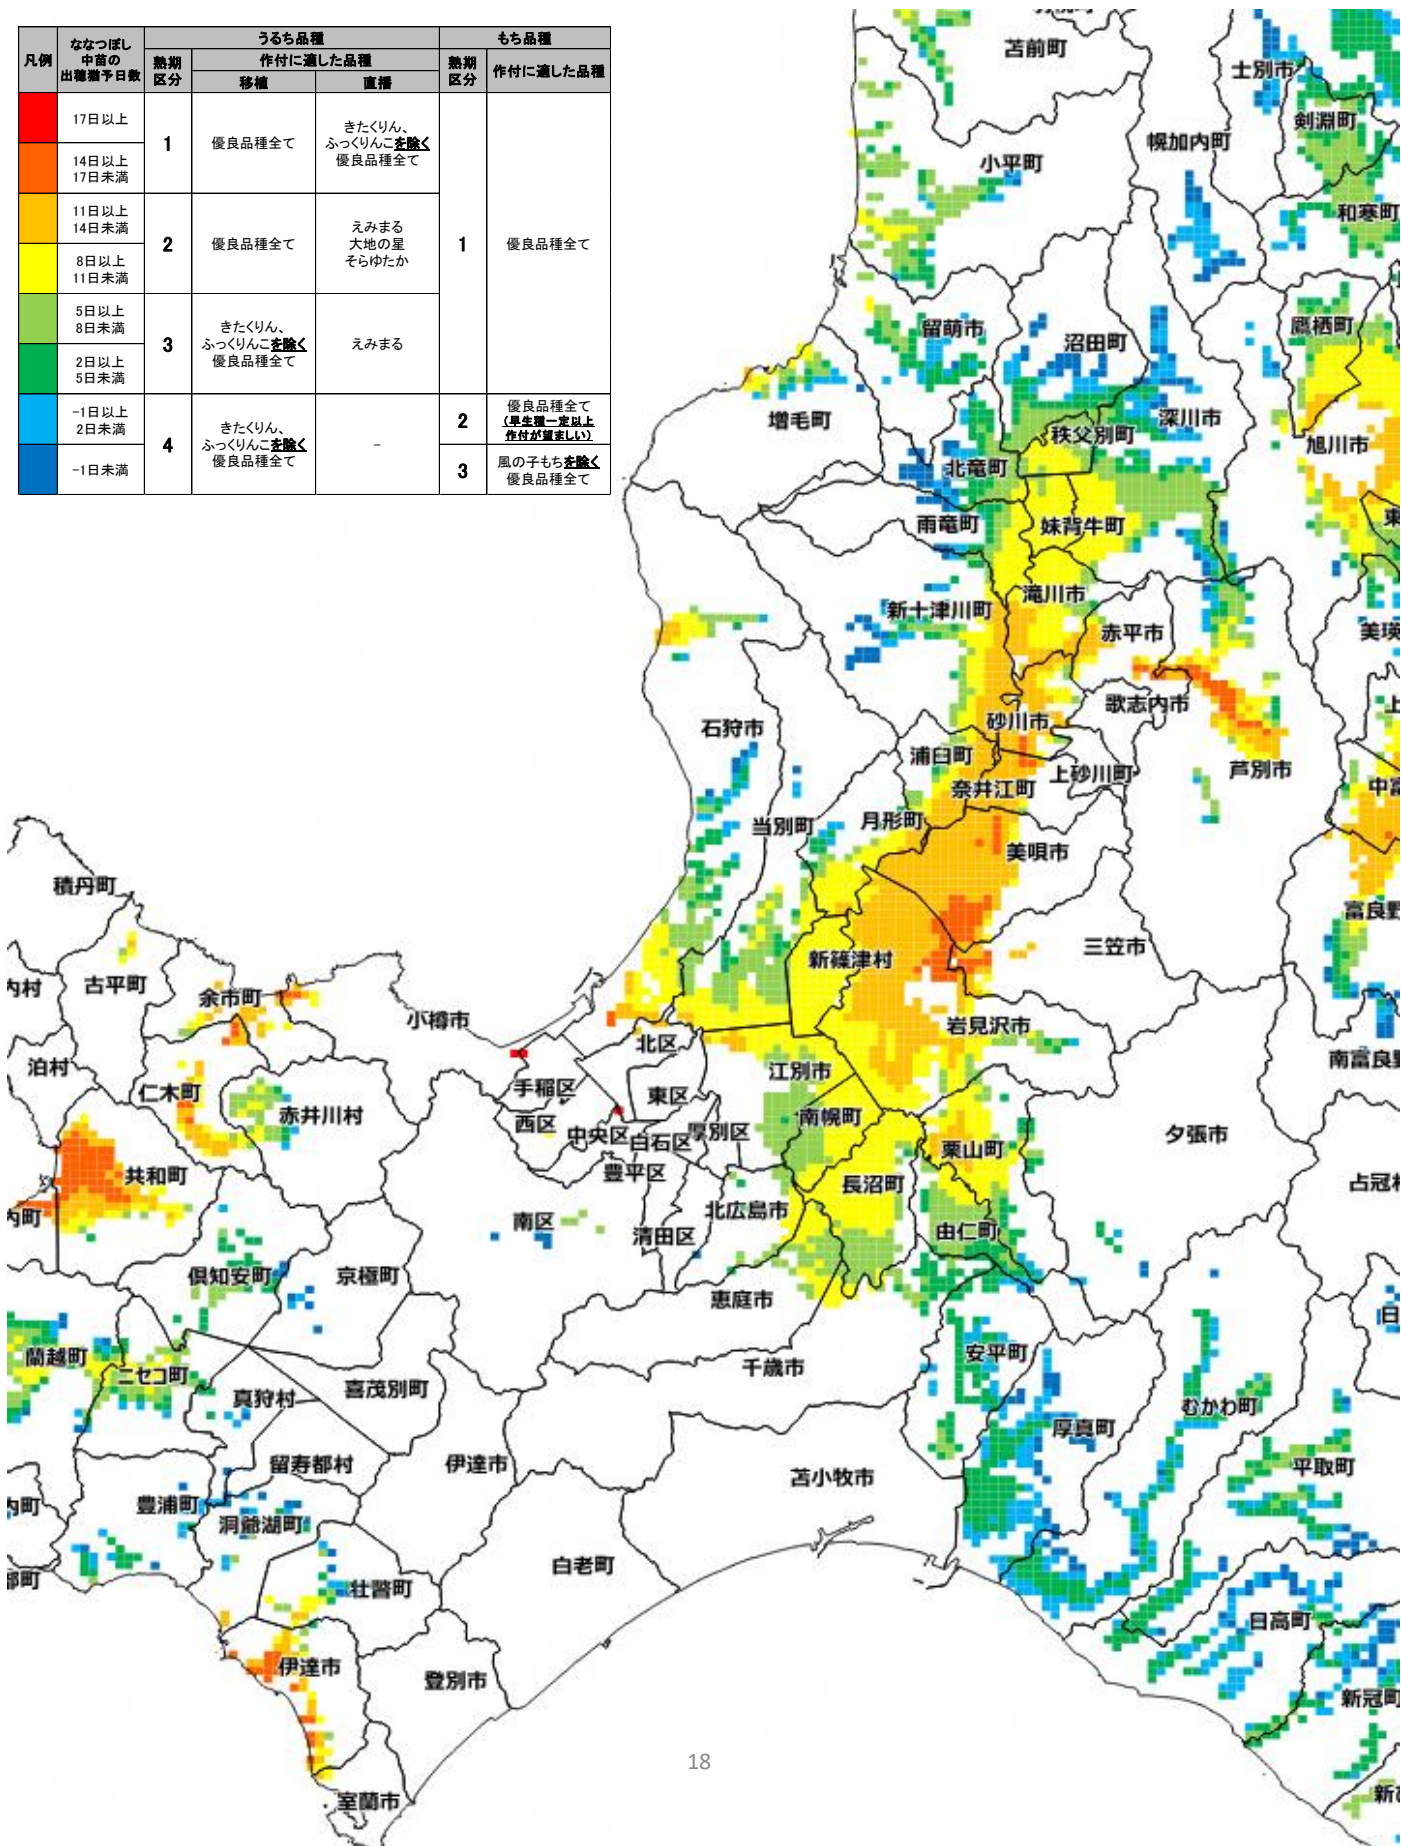 凡例
ななつぼし
中苗の
出穂猶予日数
うるち品種
もち品種
熟期
区分
作付に適した品種
熟期
区分
作付に適した品種
移植
直播
17日以上
14日以上
17日未満
1
優良品種全て
きたくりん、
ふっくりんこを除く
優良品種全て
11日以上
14日未満
8日以上
11日未満
2
優良品種全て
えみまる
大地の星
そらゆたか
1
優良品種全て
5日以上
8日未満
2日以上
5日未満
3
きたくりん、
ふっくりんこを除く
優良品種全て
えみまる
-1日以上
2日未満
-1日未満
4
きたくりん、
ふっくりんこを除く
優良品種全て
-
2
優良品種全て
(早生種一定以上
作付が望ましい)
3
風の子もちを除く
優良品種全て
苫前町
士別市
剣淵町
幌加内町
小平町
和寒町
留萌市
沼田町
鷹栖町
増毛町
秩父別町
深川市
旭川市
北竜町
雨竜町
妹背牛町
東
新十津川町
滝川市
赤平市
美瑛
石狩市
砂川市
歌志内市
上
浦臼町
上砂川町
芦別市
奈井江町
中富
当別町
月形町
美唄市
積丹町
富良野
三笠市
内村
古平町
余市町
新篠津村
小樽市
岩見沢市
北区
泊村
仁木町
赤井川村
手稲区
東区
江別市
南富良野
西区
中央区
白石区
厚別区
南幌町
夕張市
共和町
豊平区
栗山町
長沼町
占冠村
内町
南区
清田区
北広島市
由仁町
倶知安町
京極町
恵庭市
日
蘭越町
ニセコ町
千歳市
安平町
真狩村
喜茂別町
むかわ町
厚真町
留寿都村
伊達市
苫小牧市
平取町
内町
豊浦町
洞爺湖町
白老町
壮瞥町
部町
日高町
伊達市
登別市
新冠町
18
室蘭市